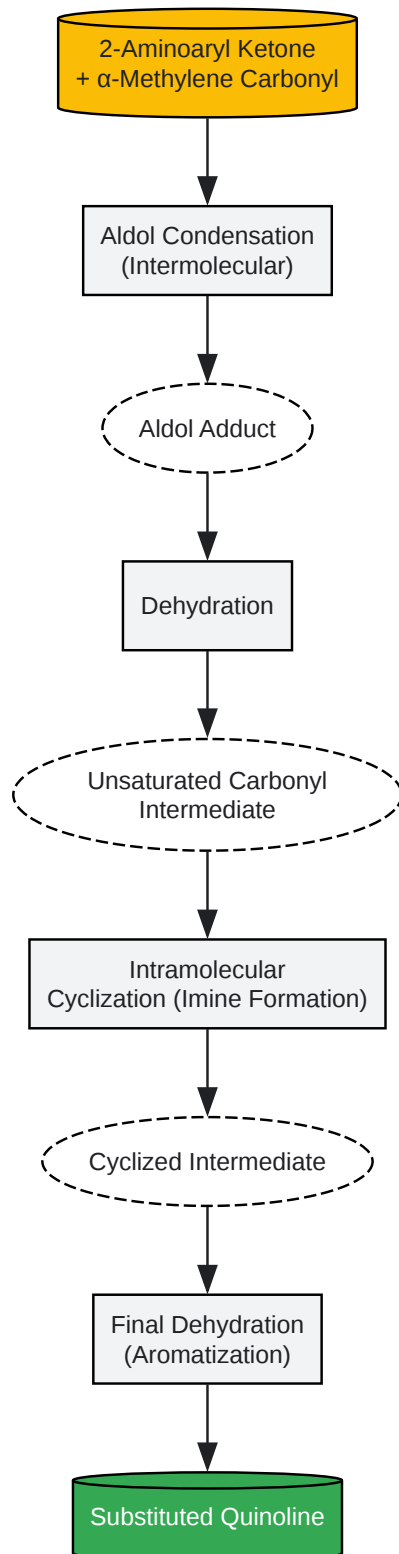 2-Aminoaryl Ketone
+ α-Methylene Carbonyl
Aldol Condensation
(Intermolecular)
Aldol Adduct
Dehydration
Unsaturated Carbonyl
Intermediate
Intramolecular
Cyclization (Imine Formation)
Cyclized Intermediate
Final Dehydration
(Aromatization)
Substituted Quinoline